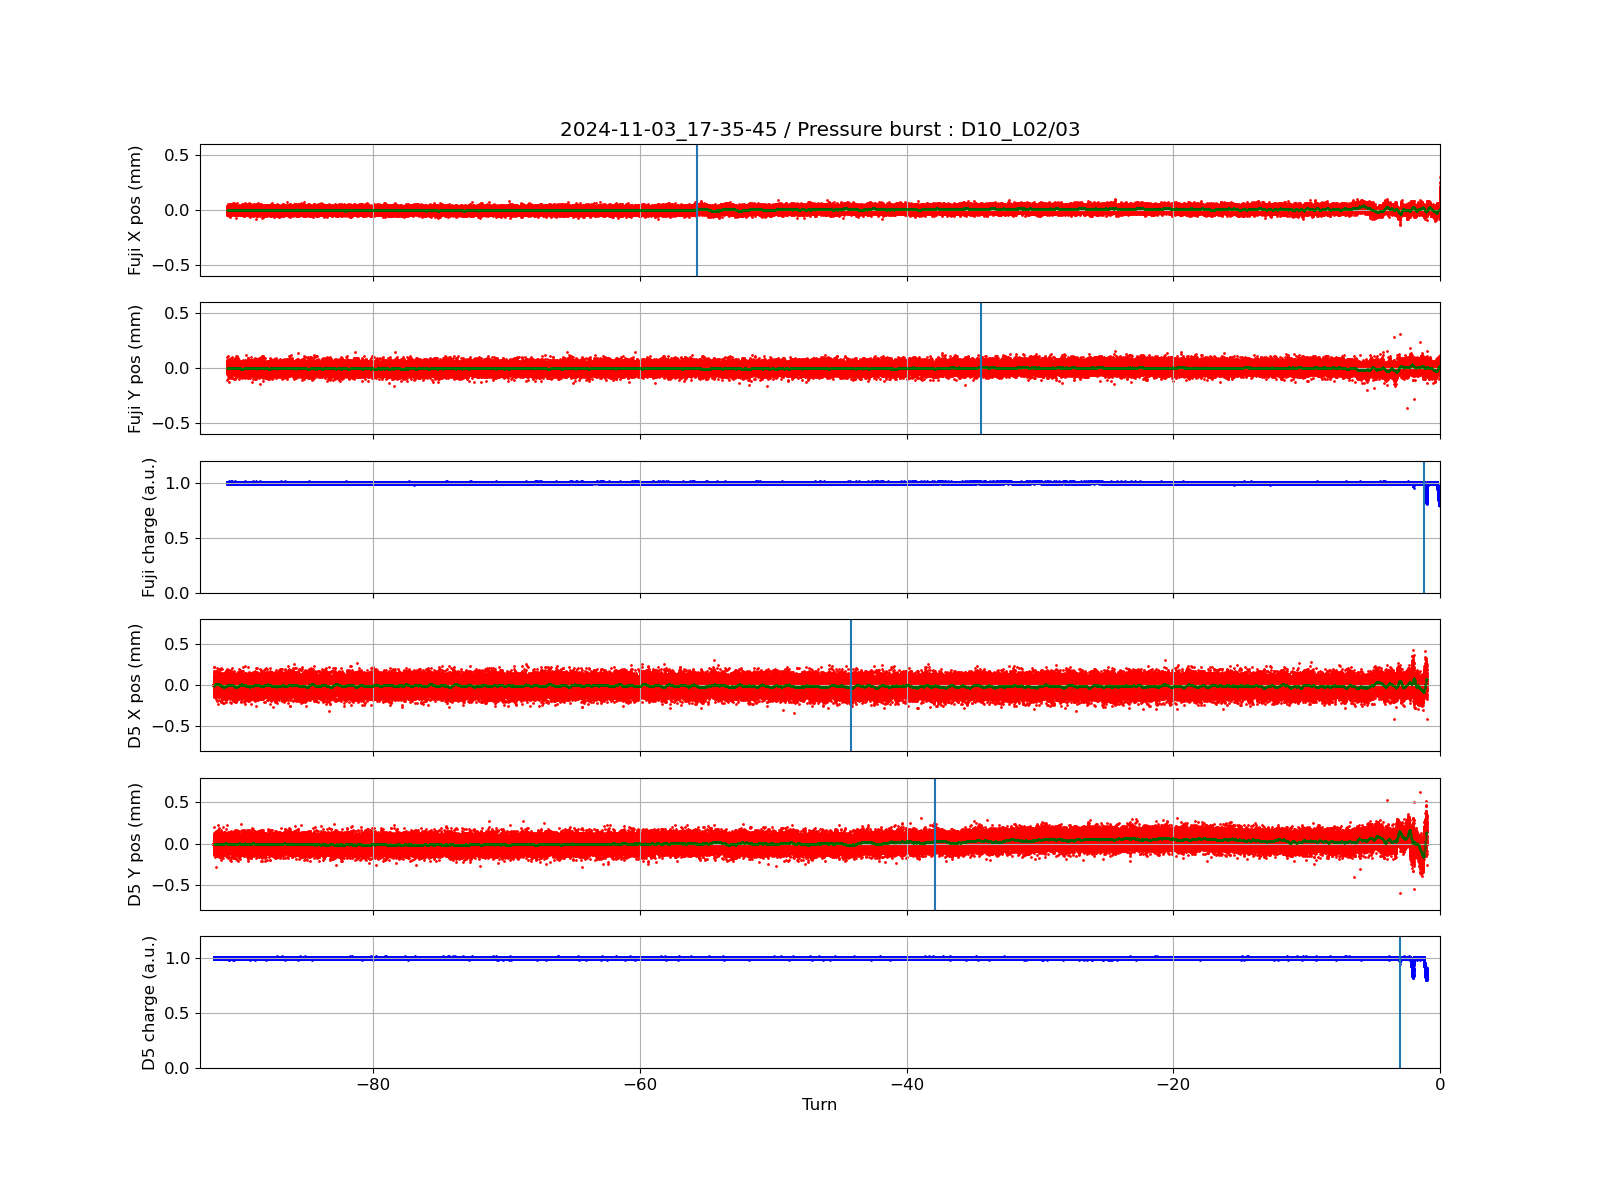 2024-11-03_17-35-45 / Pressure burst : D10_L02/03
Fuji X pos (mm)
0.5
0.0
−0.5
Fuji Y pos (mm)
0.5
0.0
−0.5
Fuji charge (a.u.)
1.0
0.5
0.0
D5 X pos (mm)
0.5
0.0
−0.5
D5 Y pos (mm)
0.5
0.0
−0.5
D5 charge (a.u.)
1.0
0.5
0.0
−80 −60 −40 −20 0
Turn